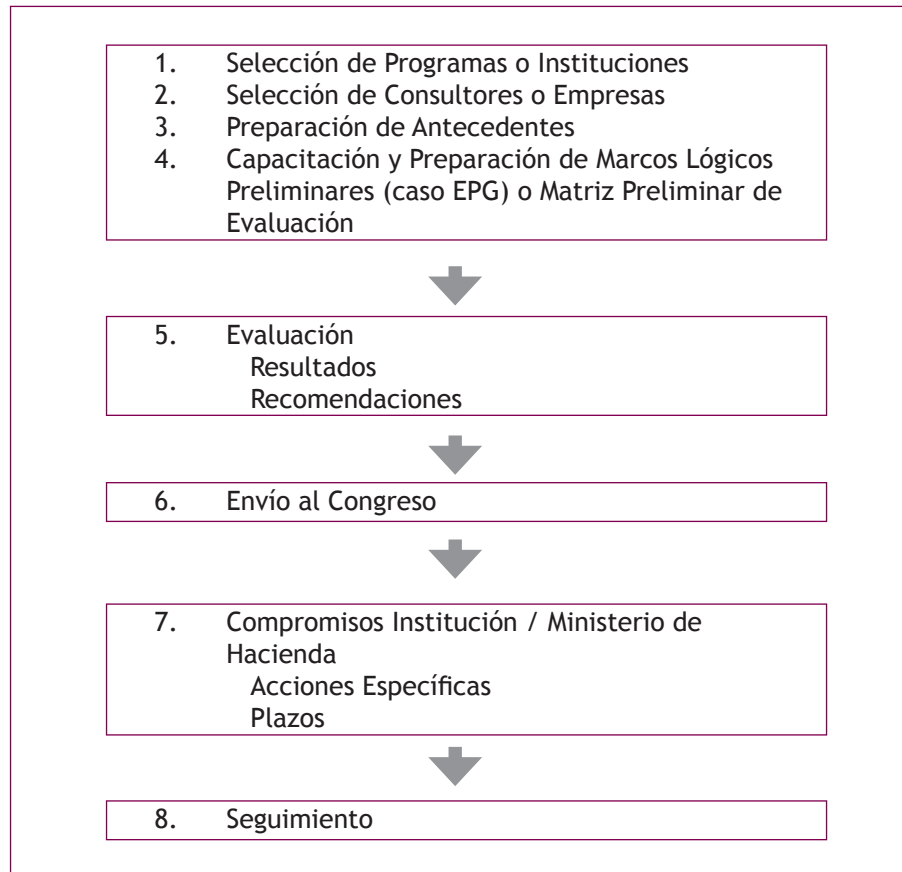 1. Selección de Programas o Instituciones
2. Selección de Consultores o Empresas
3. Preparación de Antecedentes
4. Capacitación y Preparación de Marcos Lógicos
Preliminares (caso EPG) o Matriz Preliminar de
Evaluación
5. Evaluación
Resultados
Recomendaciones
6. Envío al Congreso
7. Compromisos Institución / Ministerio de
Hacienda
Acciones Específicas
Plazos
8. Seguimiento